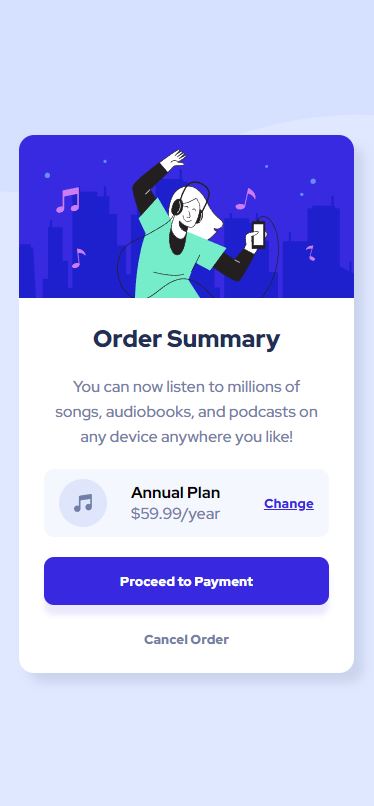 Order Summary
You can now listen to millions of
songs, audiobooks, and podcasts on
any device anywhere you like!
Annual Plan
$59.99/year
Change
Proceed to Payment
Cancel Order